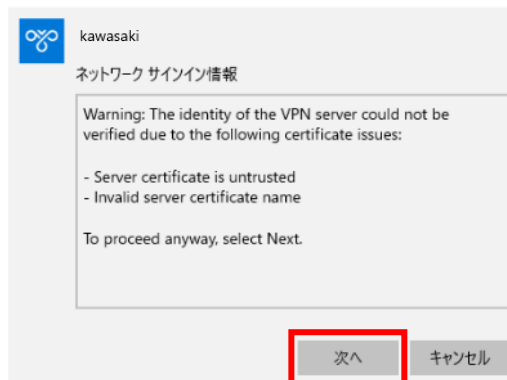 kawasaki
ネットワーク サインイン情報
Warning: The identity of the VPN server could not be
verified due to the following certificate issues:
- Server certificate is untrusted
- Invalid server certificate name
To proceed anyway, select Next.
次へ
キャンセル